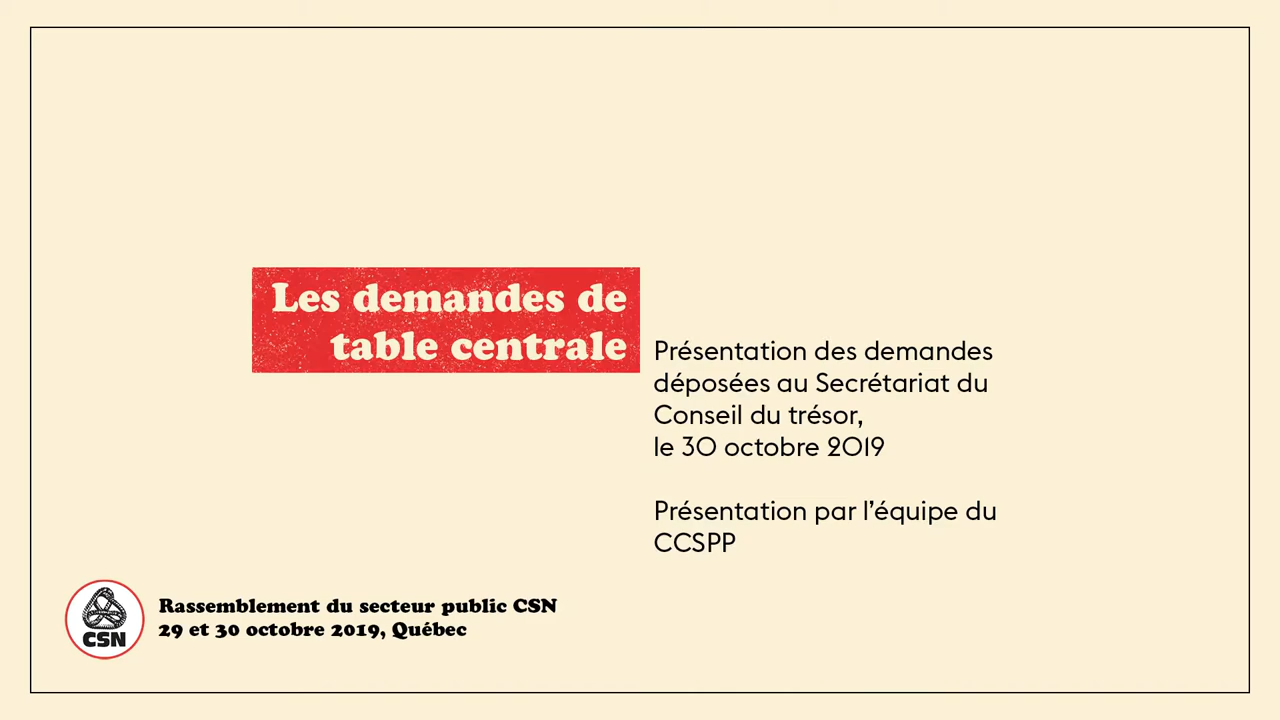 Les demandes de
table centrale
Présentation des demandes
déposées au Secrétariat du
Conseil du trésor,
le 30 octobre 2019
Présentation par l’équipe du
CCSPP
CSN
Rassemblement du secteur public CSN
29 et 30 octobre 2019, Québec